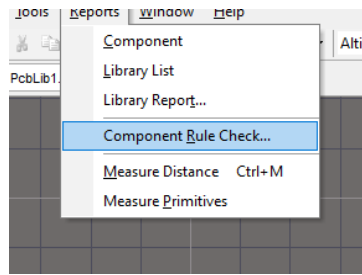 Tools Reports Window Help
Alti
PcbLib1.
Component
Library List
Library Report...
Component Rule Check...
Measure Distance Ctrl+M
Measure Primitives